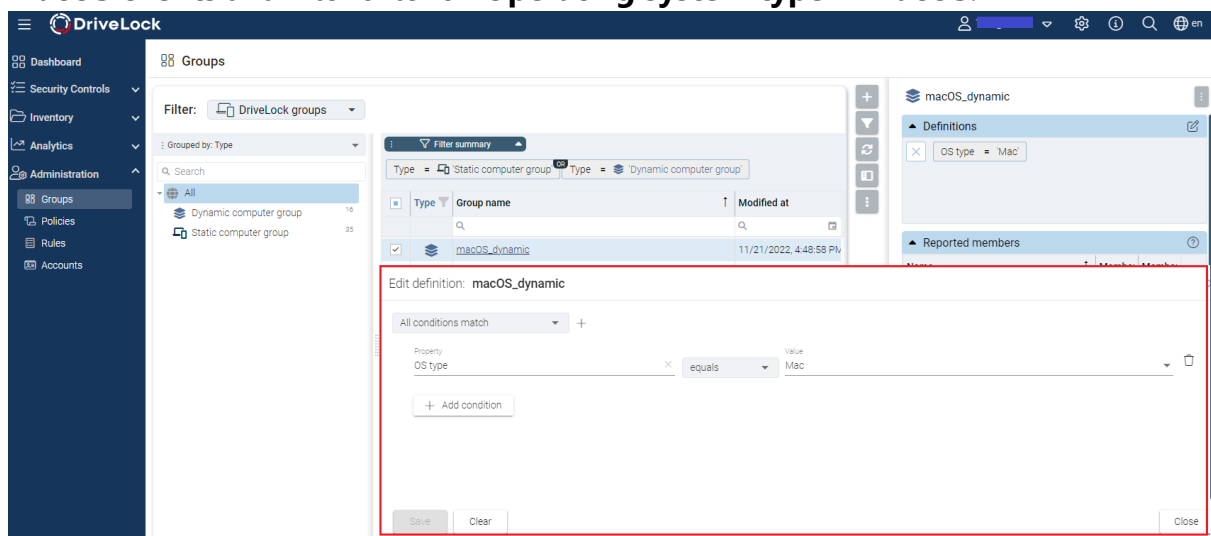 DriveLock
en
Dashboard
Security Controls
Inventory
Analytics
Administration
Groups
Policies
Rules
Accounts
Groups
Filter: DriveLock groups
Grouped by: Type
Search
All
Dynamic computer group 16
Static computer group 35
Filter summary
Type = 'Static computer group' OR Type = 'Dynamic computer group'
Type Group name Modified at
macOS_dynamic 11/21/2022, 4:48:58 PM
macOS_dynamic
Definitions
OS type = 'Mac'
Reported members
Edit definition: macOS_dynamic
All conditions match
Property
OS type
equals
Value
Mac
+ Add condition
Save Clear Close